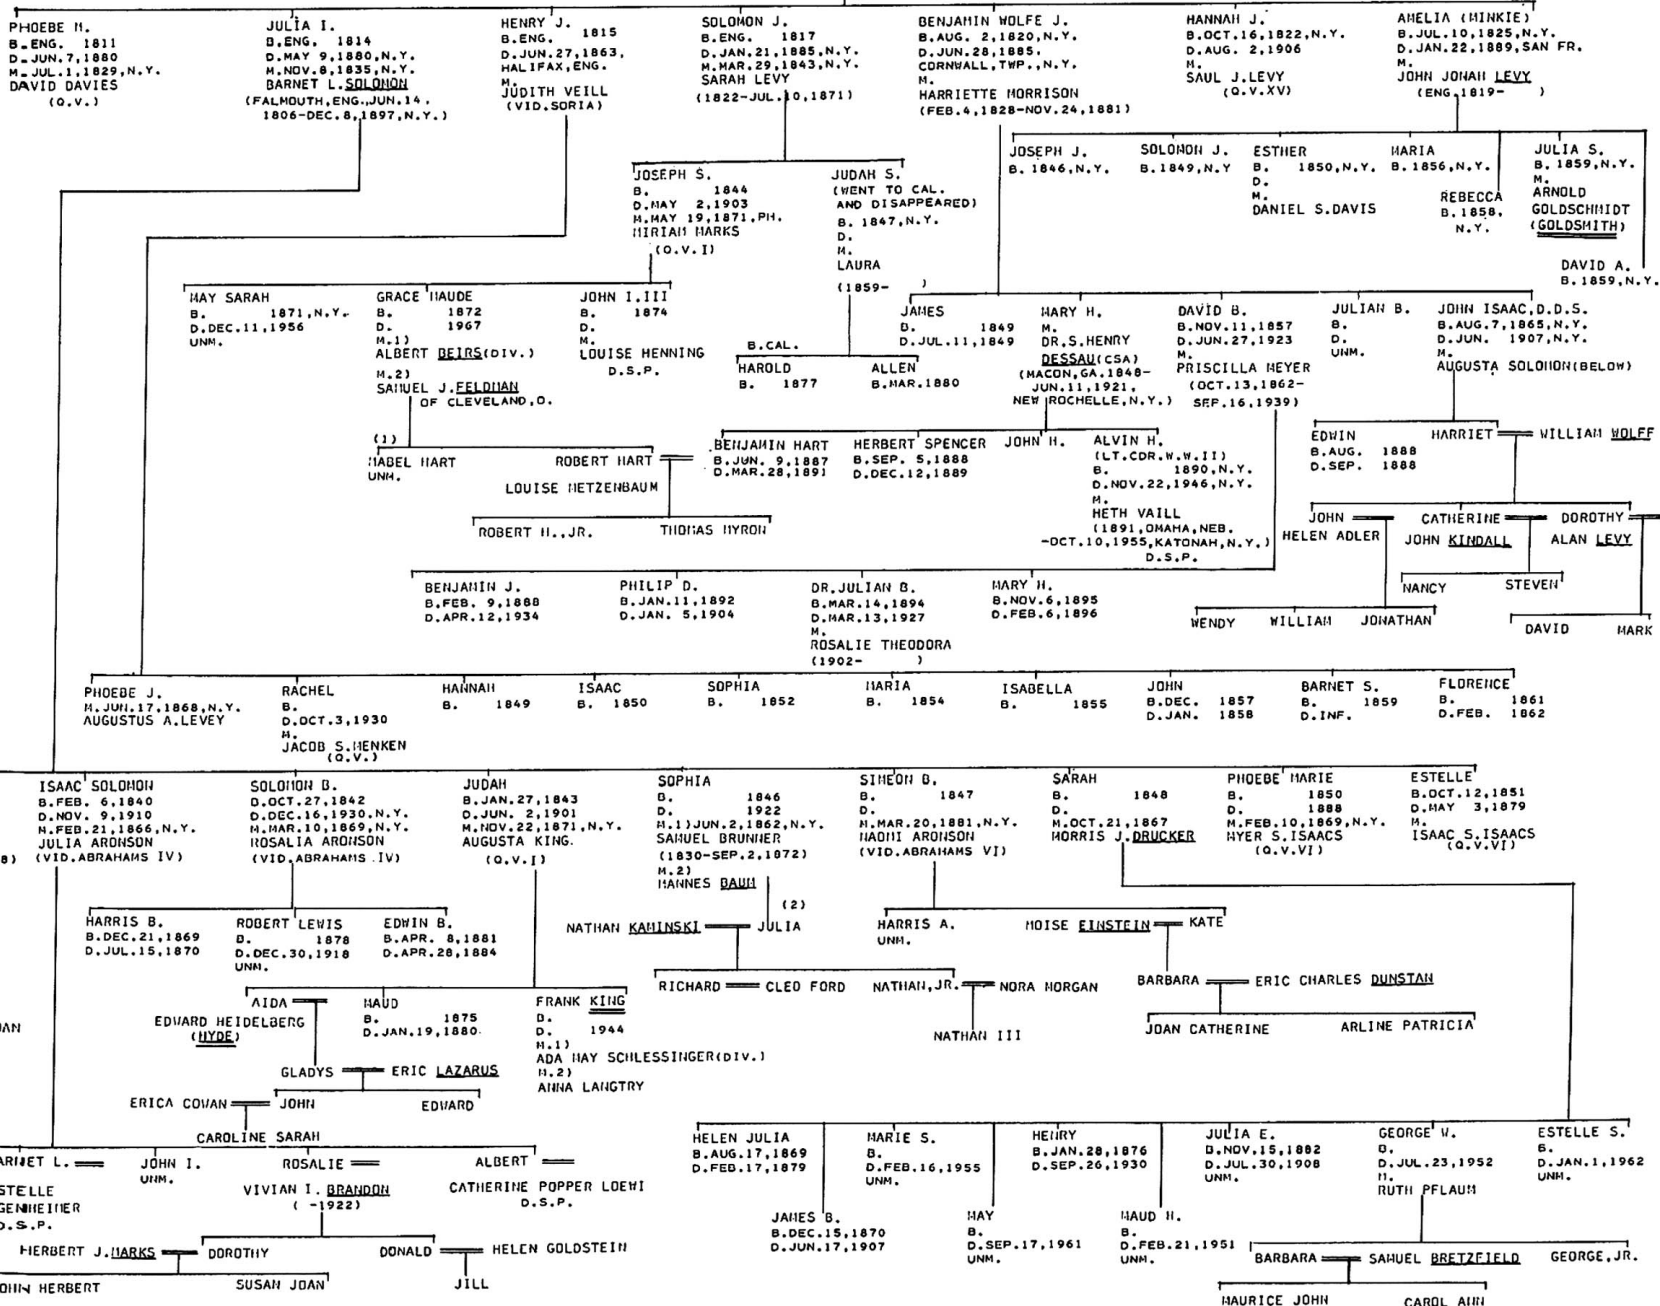 PHOEBE M.
B.ENG. 1811
D.JUN.7,1880
M.JUL.1,1829,N.Y.
DAVID DAVIES
(Q.V.)
JULIA I.
B.ENG. 1814
D.MAY 9,1880,N.Y.
M.NOV.8,1835,N.Y.
BARNET L.SOLOMON
(FALMOUTH,ENG.,JUN.14,
1806-DEC.8,1897,N.Y.)
HENRY J.
B.ENG. 1815
D.JUN.27,1863,
HALIFAX,ENG.
M.
JUDITH VEILL
(VID.SORIA)
SOLOMON J.
B.ENG. 1817
D.JAN.21,1885,N.Y.
M.MAR.29,1843,N.Y.
SARAH LEVY
(1822-JUL.10,1871)
BENJAMIN WOLFE J.
B.AUG. 2,1820,N.Y.
D.JUN.28,1885,
CORNWALL,TWP.,N.Y.
M.
HARRIETTE MORRISON
(FEB.4,1828-NOV.24,1881)
HANNAH J.
B.OCT.16,1822,N.Y.
D.AUG. 2,1906
M.
SAUL J.LEVY
(Q.V.XV)
AMELIA (MINKIE)
B.JUL.10,1825,N.Y.
D.JAN.22,1889,SAN FR.
M.
JOHN JONAH LEVY
(ENG.1819- )
JOSEPH J.
B. 1846,N.Y.
SOLOMON J.
B.1849,N.Y
ESTHER
B. 1850,N.Y.
D.
M.
DANIEL S.DAVIS
MARIA
B.1856,N.Y.
REBECCA
B.1858,
N.Y.
JULIA S.
B. 1859,N.Y.
M.
ARNOLD
GOLDSCHMIDT
(GOLDSMITH)
DAVID A.
B.1859,N.Y.
JOSEPH S.
B. 1844
D.MAY 2,1903
M.MAY 19,1871,PH.
MIRIAM MARKS
(Q.V.I)
JUDAH S.
(WENT TO CAL.
AND DISAPPEARED)
B. 1847,N.Y.
D.
M.
LAURA
(1859- )
MAY SARAH
B. 1871,N.Y.
D.DEC.11,1956
UNM.
GRACE MAUDE
B. 1872
D. 1967
M.1)
ALBERT BEIRS(DIV.)
M.2)
SAMUEL J.FELDMAN
OF CLEVELAND,O.
JOHN I.III
B. 1874
D.
M.
LOUISE HENNING
D.S.P.
B.CAL.
HAROLD
B. 1877
ALLEN
B.MAR.1880
JAMES
B. 1849
D.JUL.11,1849
MARY H.
M.
DR.S.HENRY
DESSAU(CSA)
(MACON,GA.1848-
JUN.11,1921,
NEW ROCHELLE,N.Y.)
DAVID B.
B.NOV.11,1857
D.JUN.27,1923
M.
PRISCILLA MEYER
(OCT.13,1862-
SEP.16,1939)
JULIAN B.
B.
D.
UNM.
JOHN ISAAC,D.D.S.
B.AUG.7,1865,N.Y.
D.JUN. 1907,N.Y.
M.
AUGUSTA SOLOMON(BELOW)
(1)
MABEL HART
UNM.
ROBERT HART
LOUISE METZENBAUM
ROBERT H.,JR.
THOMAS MYRON
BENJAMIN HART
B.JUN. 9,1887
D.MAR.28,1891
HERBERT SPENCER
B.SEP. 5,1888
D.DEC.12,1889
JOHN H.
ALVIN H.
(LT.CDR.W.W.II)
B. 1890,N.Y.
D.NOV.22,1946,N.Y.
M.
HETH VAILL
(1891,OMAHA,NEB.
-OCT.10,1955,KATONAH,N.Y.)
D.S.P.
EDWIN
B.AUG. 1888
D.SEP. 1888
HARRIET
WILLIAM WOLFF
JOHN
HELEN ADLER
CATHERINE
JOHN KINDALL
DOROTHY
ALAN LEVY
NANCY
STEVEN
WENDY
WILLIAM
JONATHAN
DAVID
MARK
BENJAMIN J.
B.FEB. 9,1888
D.APR.12,1934
PHILIP D.
B.JAN.11,1892
D.JAN. 5,1904
DR.JULIAN B.
B.MAR.14,1894
D.MAR.13,1927
M.
ROSALIE THEODORA
(1902- )
MARY H.
B.NOV.6,1895
D.FEB.6,1896
PHOEBE J.
M.JUN.17,1868,N.Y.
AUGUSTUS A.LEVEY
RACHEL
B.
D.OCT.3,1930
M.
JACOB S.MENKEN
(Q.V.)
HANNAH
B. 1849
ISAAC
B. 1850
SOPHIA
B. 1852
MARIA
B. 1854
ISABELLA
B. 1855
JOHN
B.DEC. 1857
D.JAN. 1858
BARNET S.
B. 1859
D.INF.
FLORENCE
B. 1861
D.FEB. 1862
ISAAC SOLOMON
B.FEB. 6,1840
D.NOV. 9,1910
M.FEB.21,1866,N.Y.
JULIA ARONSON
8) (VID.ABRAHAMS IV)
SOLOMON B.
D.OCT.27,1842
D.DEC.16,1930.N.Y.
M.MAR.10,1869,N.Y.
ROSALIA ARONSON
(VID.ABRAHAMS.IV)
JUDAH
B.JAN.27,1843
D.JUN. 2,1901
M.NOV.22,1871,N.Y.
AUGUSTA KING.
(Q.V.I)
SOPHIA
B. 1846
D. 1922
M.1)JUN.2,1862,N.Y.
SAMUEL BRUNNER
(1830-SEP.2,1872)
M.2)
MANNES BAUM
SIMEON B.
B. 1847
D.
M.MAR.20,1881,N.Y.
NAOMI ARONSON
(VID.ABRAHAMS VI)
SARAH
B. 1848
D.
M.OCT.21,1867
MORRIS J.DRUCKER
PHOEBE MARIE
B. 1850
D. 1888
M.FEB.10,1869,N.Y.
MYER S.ISAACS
(Q.V.VI)
ESTELLE
B.OCT.12,1851
D.MAY 3,1879
M.
ISAAC S.ISAACS
(Q.V.VI)
HARRIS B.
B.DEC.21,1869
D.JUL.15,1870
ROBERT LEWIS
B. 1878
D.DEC.30,1918
UNM.
EDWIN B.
B.APR. 8,1881
D.APR.28,1884
(2)
NATHAN KAMINSKI
JULIA
HARRIS A.
UNM.
MOISE EINSTEIN
KATE
RICHARD
CLEO FORD
NATHAN,JR.
NORA MORGAN
NATHAN III
BARBARA
ERIC CHARLES DUNSTAN
JOAN CATHERINE
ARLINE PATRICIA
AIDA
EDWARD HEIDELBERG
(HYDE)
MAUD
B. 1875
D.JAN.19,1880.
FRANK KING
B.
D. 1944
M.1)
ADA MAY SCHLESSINGER(DIV.)
M.2)
ANNA LANGTRY
GLADYS
ERIC LAZARUS
ERICA COWAN
JOHN
EDWARD
CAROLINE SARAH
ARNET L.
STELLE
GENHEIMER
D.S.P.
JOHN I.
UNM.
ROSALIE
VIVIAN I.BRANDON
( -1922)
ALBERT
CATHERINE POPPER LOEWI
D.S.P.
HERBERT J.MARKS
DOROTHY
DONALD
HELEN GOLDSTEIN
OHN HERBERT
SUSAN JOAN
JILL
HELEN JULIA
B.AUG.17,1869
D.FEB.17,1879
MARIE S.
B.
D.FEB.16,1955
UNM.
HENRY
B.JAN.28,1876
D.SEP.26,1930
JULIA E.
B.NOV.15,1882
D.JUL.30,1908
UNM.
GEORGE W.
B.
D.JUL.23,1952
M.
RUTH PFLAUM
ESTELLE S.
B.
D.JAN.1,1962
UNM.
JAMES B.
B.DEC.15,1870
D.JUN.17,1907
MAY
B.
D.SEP.17,1961
UNM.
MAUD H.
B.
D.FEB.21,1951
UNM.
BARBARA
SAMUEL BRETZFIELD
GEORGE,JR.
MAURICE JOHN
CAROL ANN